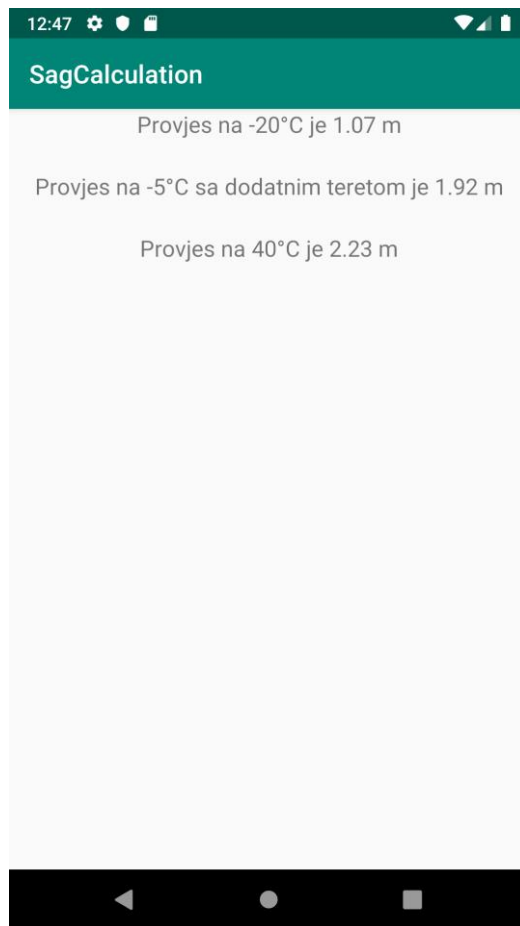 12:47
SagCalculation
Provjes na -20°C je 1.07 m
Provjes na -5°C sa dodatnim teretom je 1.92 m
Provjes na 40°C je 2.23 m